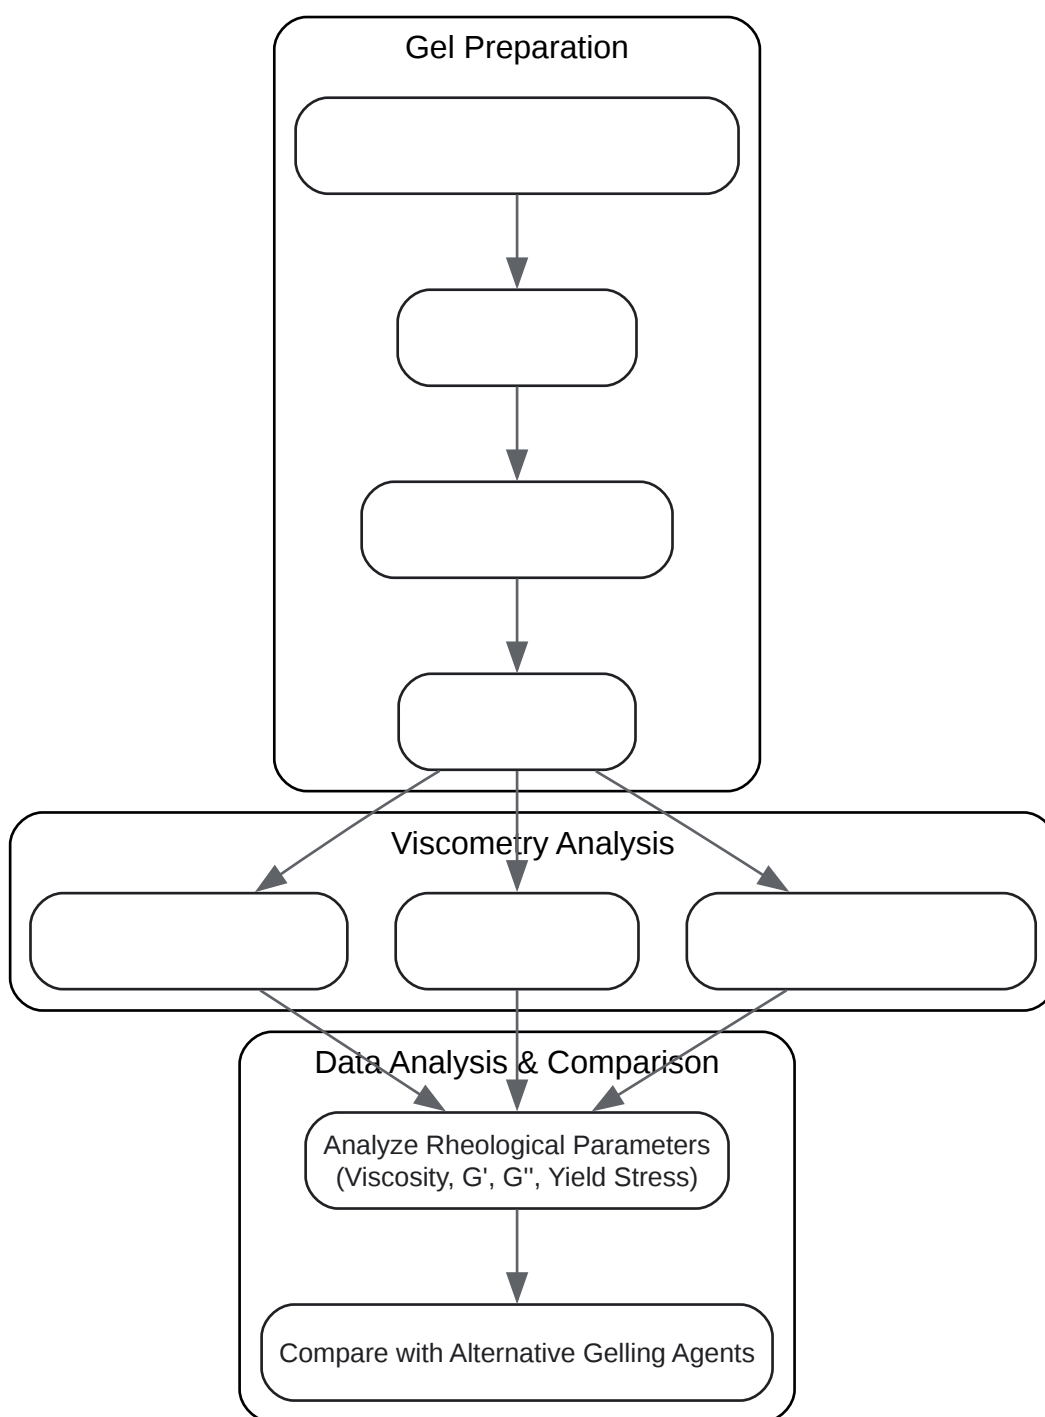 Gel Preparation
Viscometry Analysis
Data Analysis & Comparison
Analyze Rheological Parameters
(Viscosity, G', G'', Yield Stress)
Compare with Alternative Gelling Agents